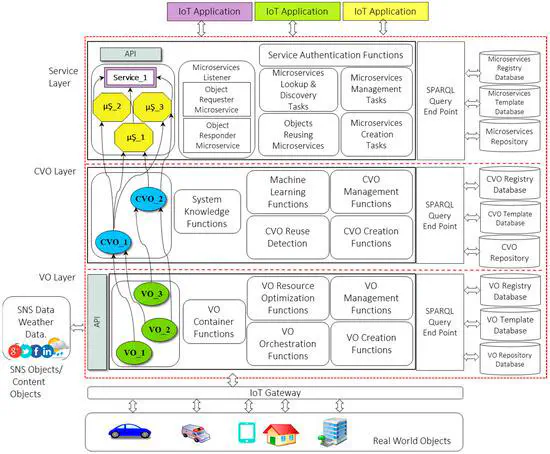 IoT Application
IoT Application
IoT Application
Service
Layer
API
Service_1
µŞ_2
µŞ_3
µŞ_1
Microservices
Listener
Object
Requester
Microservice
Object
Responder
Microservice
Service Authentication Functions
Microservices
Lookup &
Discovery
Tasks
Microservices
Management
Tasks
Objects
Reusing
Microservices
Microservices
Creation
Tasks
SPARQL
Query
End Point
Microservices
Registry
Database
Microservices
Template
Database
Microservices
Repository
CVO Layer
CVO_2
CVO_1
System
Knowledge
Functions
Machine
Learning
Functions
CVO
Management
Functions
CVO Reuse
Detection
CVO Creation
Functions
SPARQL
Query
End Point
CVO Registry
Database
CVO Template
Database
CVO
Repository
VO Layer
API
VO_3
VO_2
VO_1
VO
Container
Functions
VO Resource
Optimization
Functions
VO
Management
Functions
VO
Orchestration
Functions
VO Creation
Functions
SPARQL
Query
End Point
VO Registry
Database
VO Template
Database
VO Repository
Database
SNS Data
Weather
Data.
SNS Objects/
Content
Objects
IoT Gateway
Real World Objects